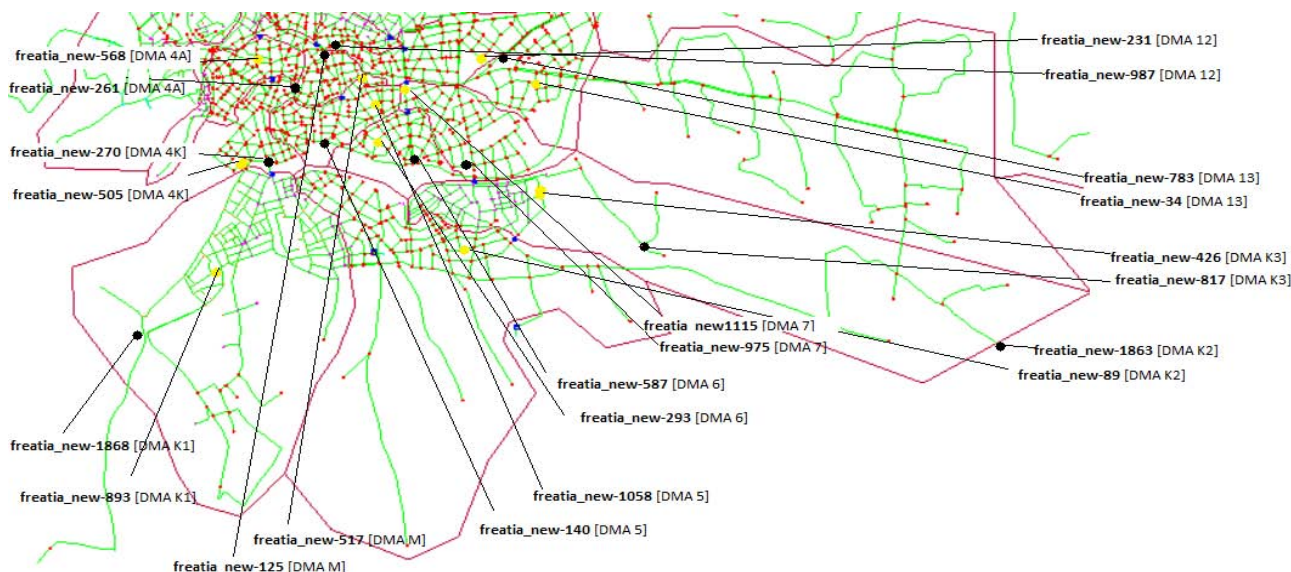 freatia_new-568 [DMA 4A]
freatia_new-261 [DMA 4A]
freatia_new-270 [DMA 4K]
freatia_new-505 [DMA 4K]
freatia_new-1868 [DMA K1]
freatia_new-893 [DMA K1]
freatia_new-125 [DMA M]
freatia_new-517 [DMA M]
freatia_new-140 [DMA 5]
freatia_new-1058 [DMA 5]
freatia_new-293 [DMA 6]
freatia_new-587 [DMA 6]
freatia_new-975 [DMA 7]
freatia_new1115 [DMA 7]
freatia_new-231 [DMA 12]
freatia_new-987 [DMA 12]
freatia_new-783 [DMA 13]
freatia_new-34 [DMA 13]
freatia_new-426 [DMA K3]
freatia_new-817 [DMA K3]
freatia_new-1863 [DMA K2]
freatia_new-89 [DMA K2]